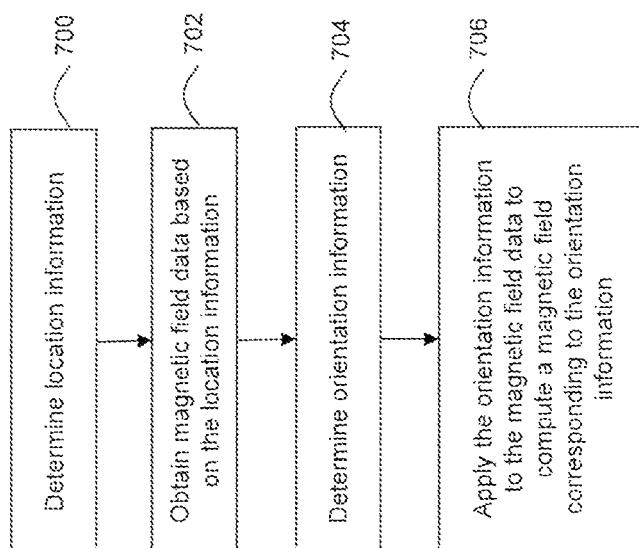 Determine location information
700
Obtain magnetic field data based
on the location information
702
Determine orientation information
704
Apply the orientation information
to the magnetic field data to
compute a magnetic field
corresponding to the orientation
information
706